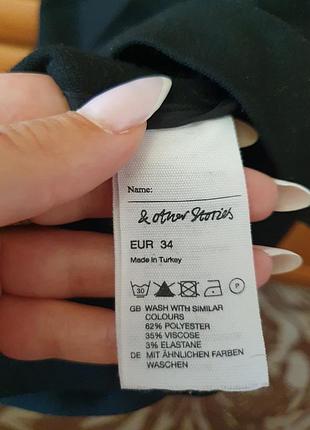 Name:
& other Stories
EUR 34
Made in Turkey
30 P
GB WASH WITH SIMILAR
COLOURS
62% POLYESTER
35% VISCOSE
3% ELASTANE
DE MIT ÄHNLICHEN FARBEN
WASCHEN